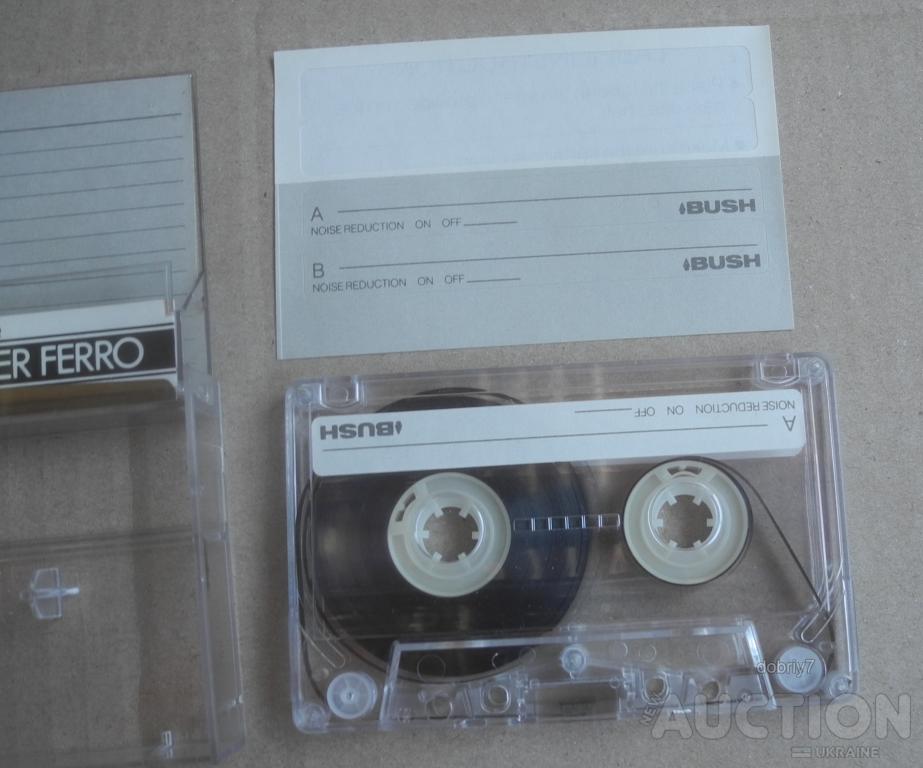 A
BUSH
NOISE REDUCTION ON OFF
B
BUSH
NOISE REDUCTION ON OFF
ER FERRO
A
NOISE REDUCTION ON OFF
BUSH
dobriy7
AUCTION
UKRAINE